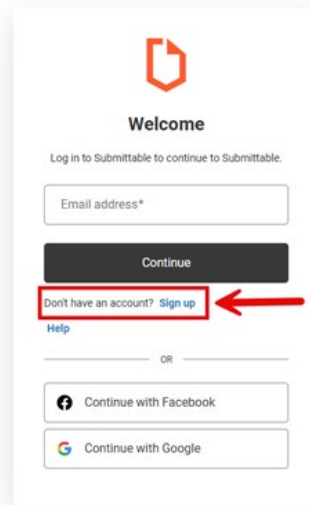 Welcome
Log in to Submittable to continue to Submittable.
Email address*
Continue
Don't have an account? Sign up
Help
OR
Continue with Facebook
Continue with Google